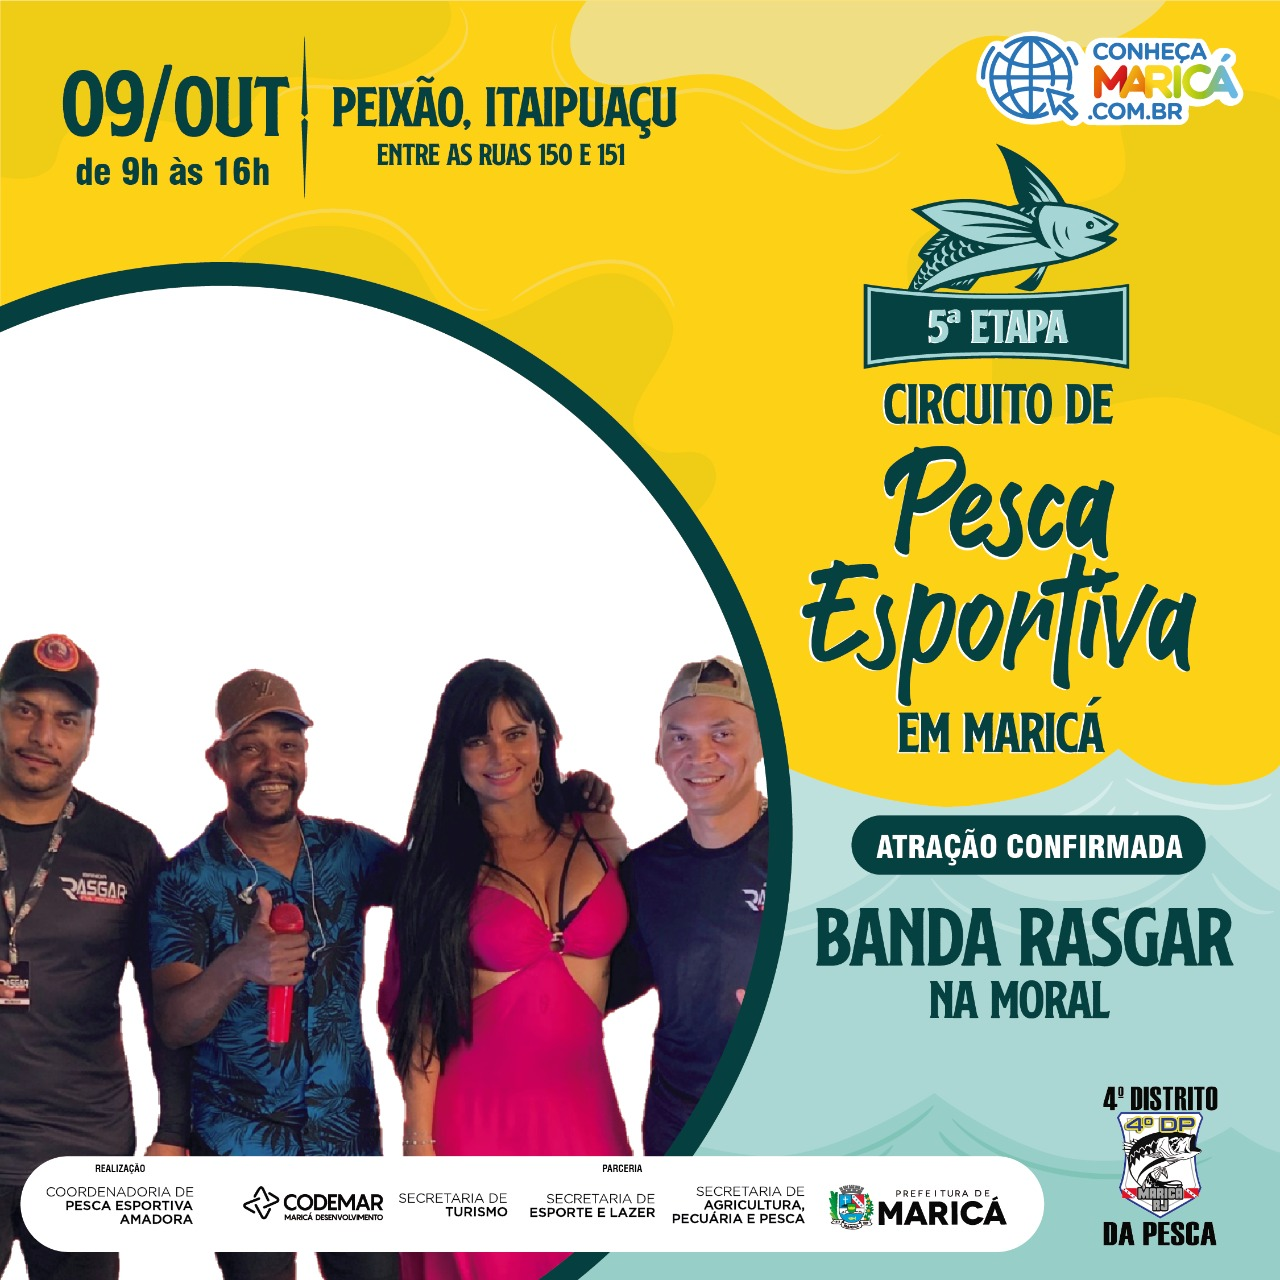 09/OUT
de 9h às 16h
PEIXÃO, ITAIPUAÇU
ENTRE AS RUAS 150 E 151
CONHEÇA
MARICÁ
.COM.BR
5ª ETAPA
CIRCUITO DE
Pesca
Esportiva
EM MARICÁ
ATRAÇÃO CONFIRMADA
BANDA RASGAR
NA MORAL
BANDA
RASGAR
RASGAR
RA
4º DISTRITO
4º DP
MARICÁ
RJ
DA PESCA
REALIZAÇÃO
COORDENADORIA DE
PESCA ESPORTIVA
AMADORA
CODEMAR
MARICÁ DESENVOLVIMENTO
PARCERIA
SECRETARIA DE
TURISMO
SECRETARIA DE
ESPORTE E LAZER
SECRETARIA DE
AGRICULTURA,
PECUÁRIA E PESCA
PREFEITURA DE
MARICÁ